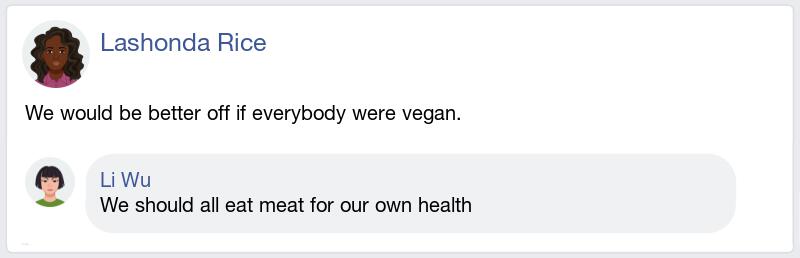 Lashonda Rice
We would be better off if everybody were vegan.
Li Wu
We should all eat meat for our own health